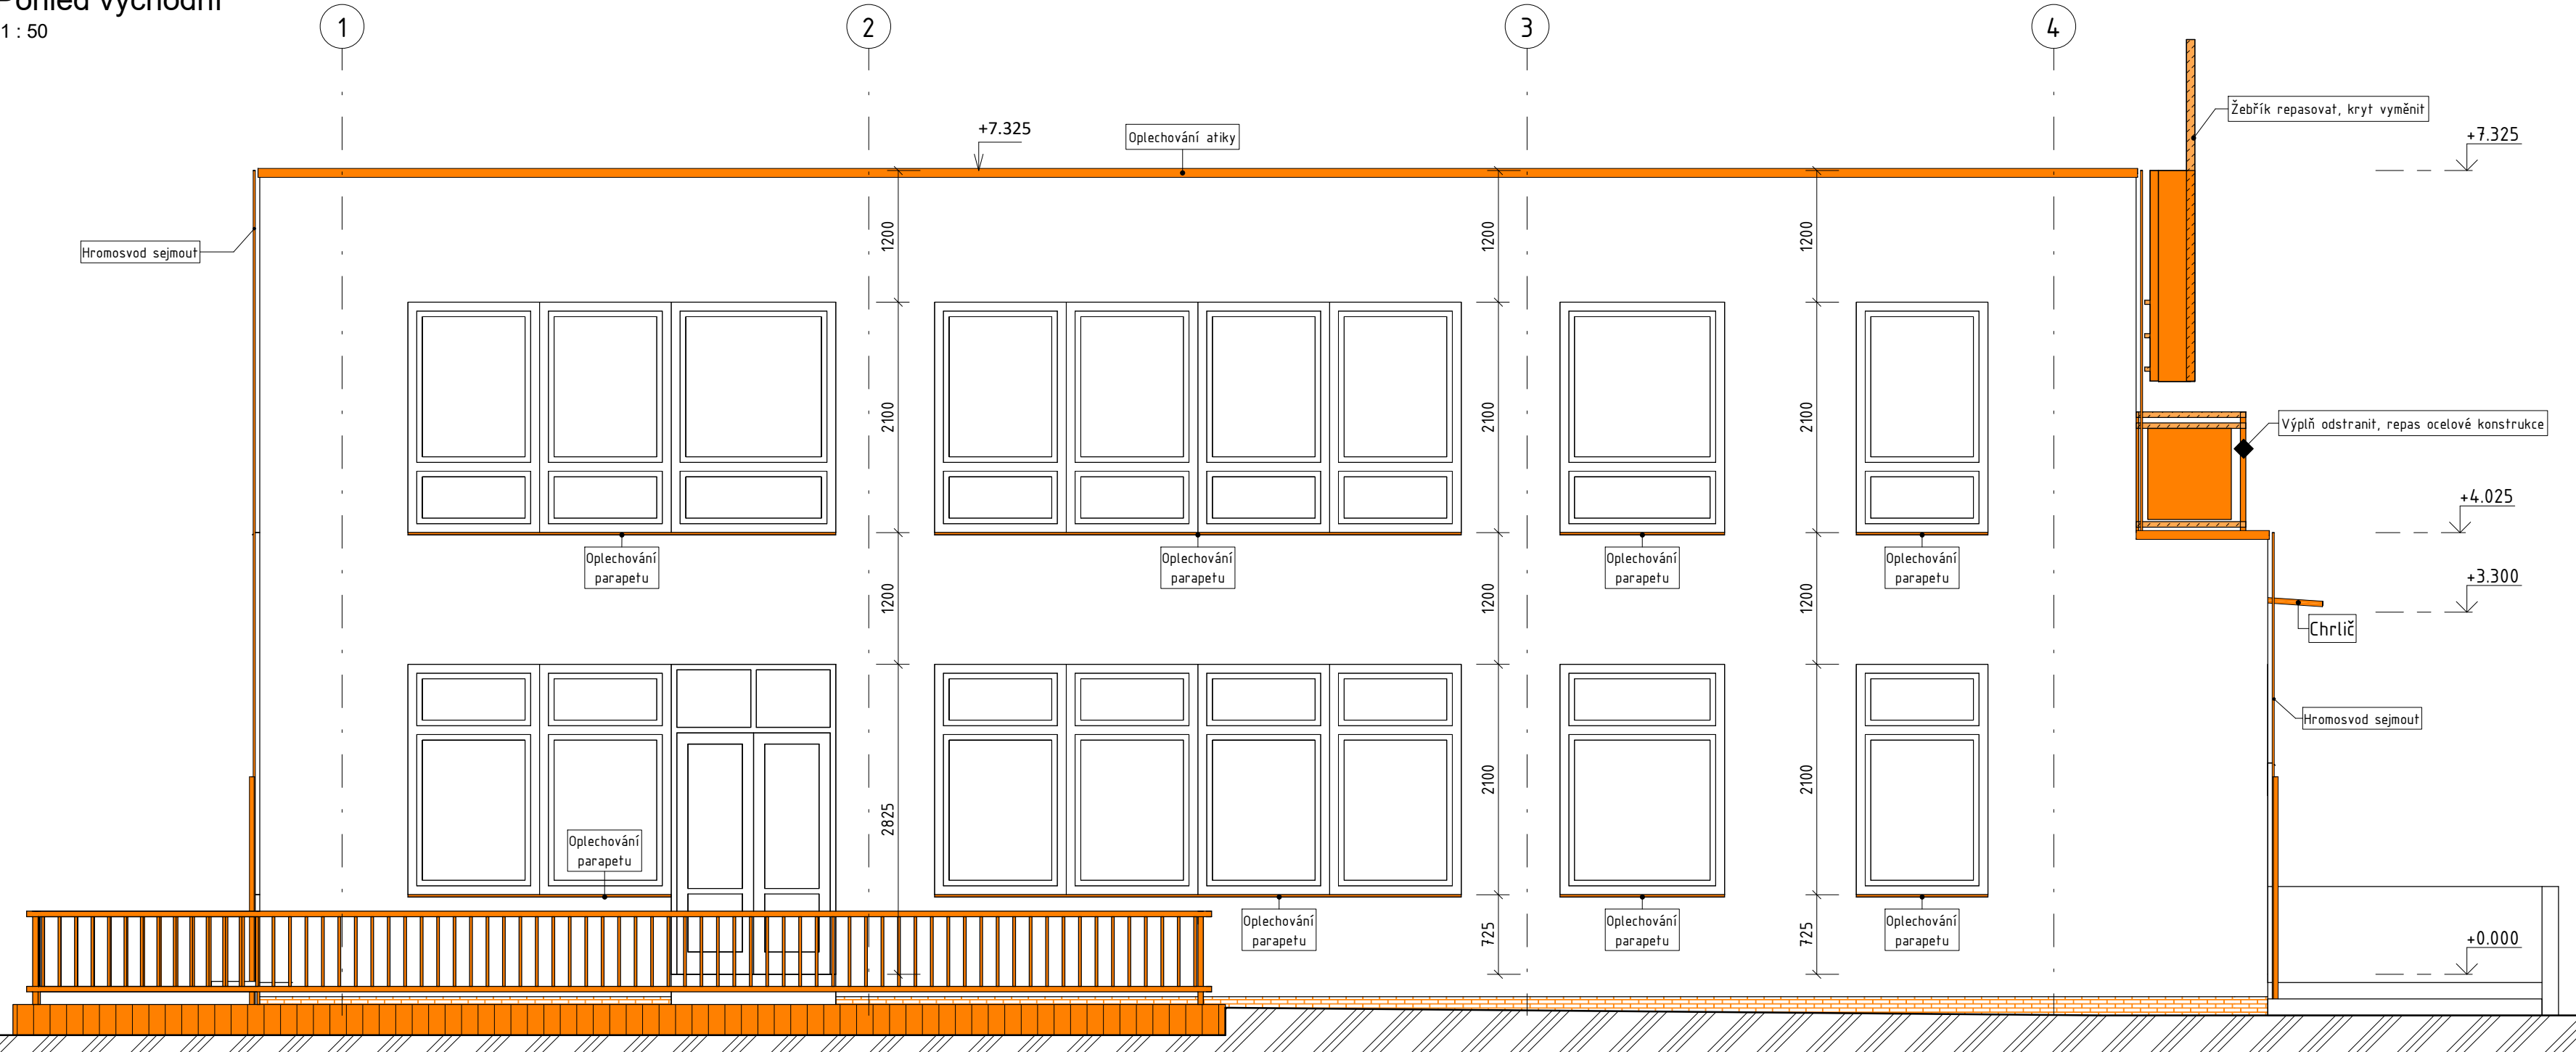 Pohled východní
1 : 50
1
2
3
4
Žebřík repasovat, kryt vyměnit
+7.325
Oplechování atiky
+7.325
Hromosvod sejmout
1200
1200
1200
2100
2100
2100
Výplň odstranit, repas ocelové konstrukce
+4.025
Oplechování
parapetu
Oplechování
parapetu
Oplechování
parapetu
Oplechování
parapetu
1200
1200
1200
+3.300
Chrlič
Hromosvod sejmout
2825
2100
2100
Oplechování
parapetu
Oplechování
parapetu
Oplechování
parapetu
Oplechování
parapetu
725
725
+0.000